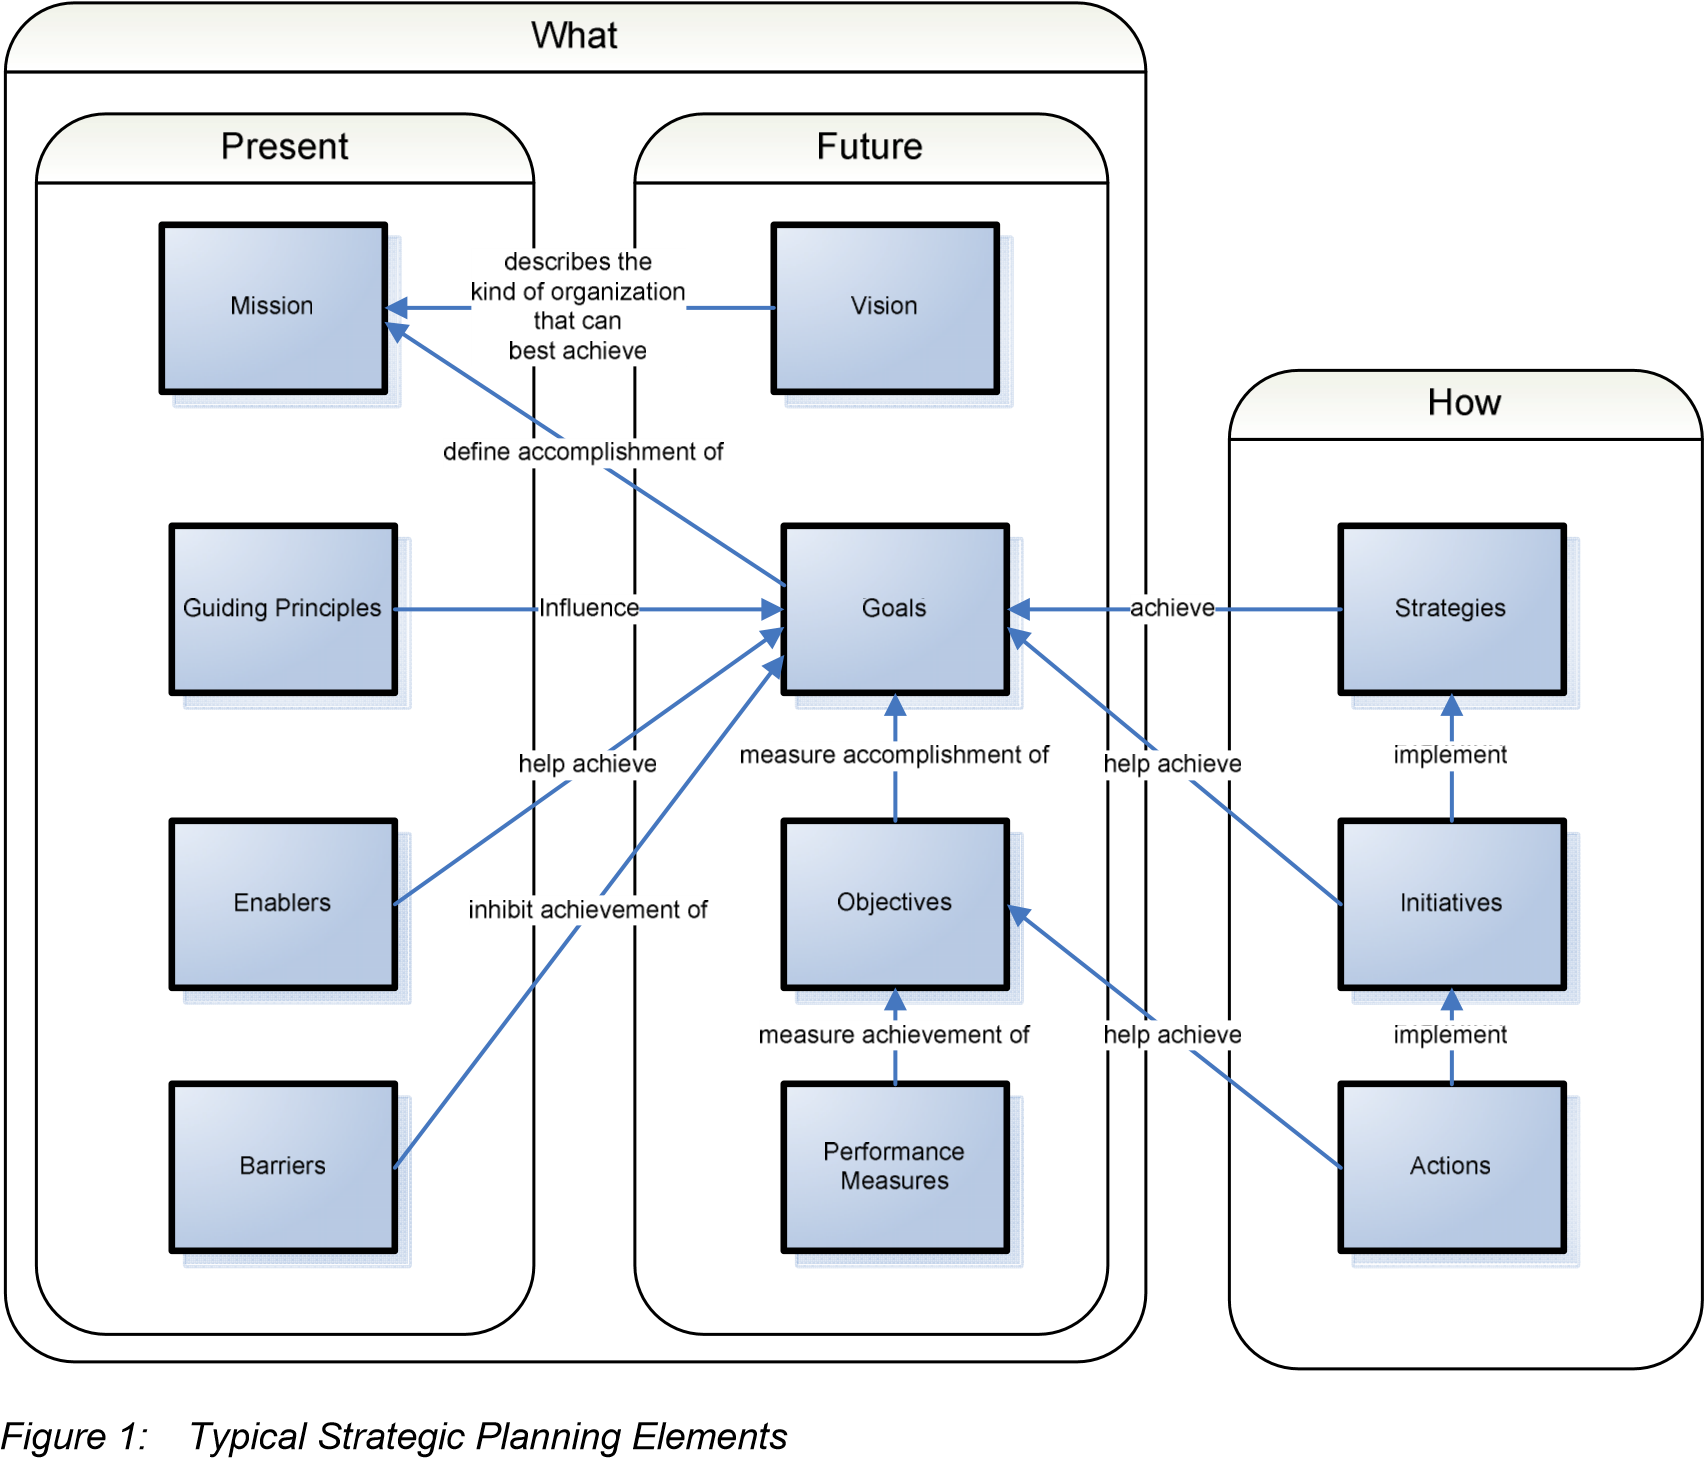 What
Present
Future
Mission
describes the
kind of organization
that can
best achieve
Vision
How
define accomplishment of
Guiding Principles
Influence
Goals
achieve
Strategies
help achieve
measure accomplishment of
help achieve
implement
Enablers
inhibit achievement of
Objectives
Initiatives
measure achievement of
help achieve
implement
Barriers
Performance
Measures
Actions
Figure 1: Typical Strategic Planning Elements